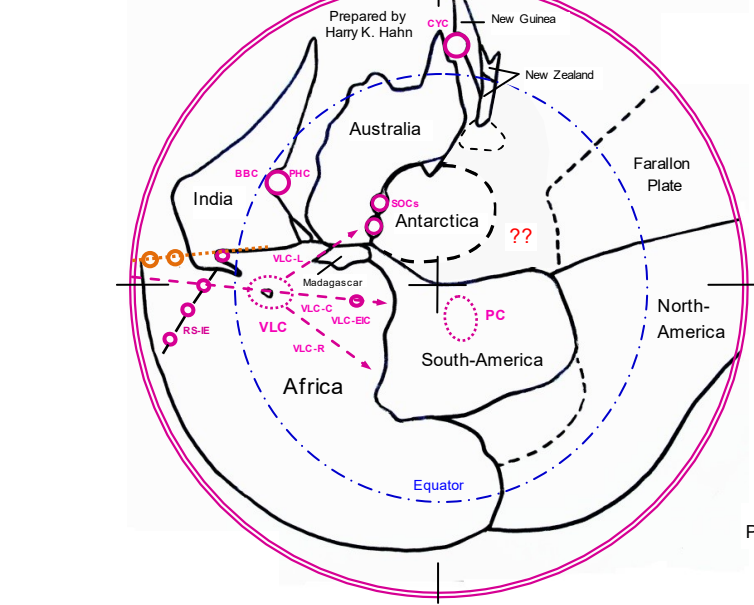 Prepared by
Harry K. Hahn
CYC
New Guinea
New Zealand
Australia
Farallon
Plate
BBC
PHC
India
SOCs
Antarctica
??
VLC-L
Madagascar
VLC-C
VLC-EIC
PC
North-
America
RS-IE
VLC
VLC-R
South-America
Africa
Equator